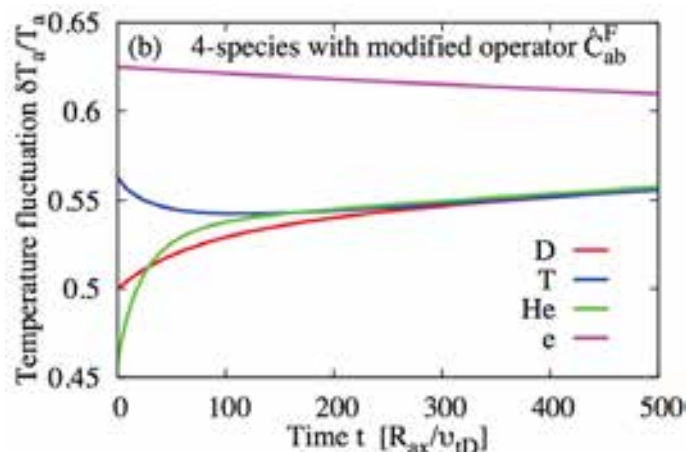 0.65
(b) 4-species with modified operator Ĉ^F_ab
0.6
0.55
0.5
0.45
Temperature fluctuation δT_a/T_a
D
T
He
e
0 100 200 300 400 500
Time t [R_ax/υ_tD]